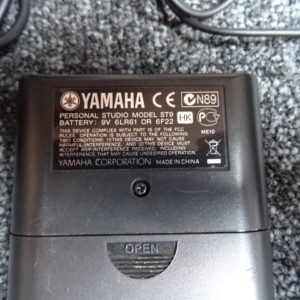 YAMAHA CE N89
PERSONAL STUDIO MODEL ST9
BATTERY: 9V 6LR61 OR 6F22 HK
THIS DEVICE COMPLIES WITH PART 15 OF THE FCC
RULES. OPERATION IS SUBJECT TO THE FOLLOWING
TWO CONDITIONS: (1) THIS DEVICE MAY NOT CAUSE
HARMFUL INTERFERENCE, AND (2) THIS DEVICE MUST
ACCEPT ANY INTERFERENCE RECEIVED, INCLUDING
INTERFERENCE THAT MAY CAUSE UNDESIRED OPERATION.
ME10
YAMAHA CORPORATION MADE IN CHINA
OPEN